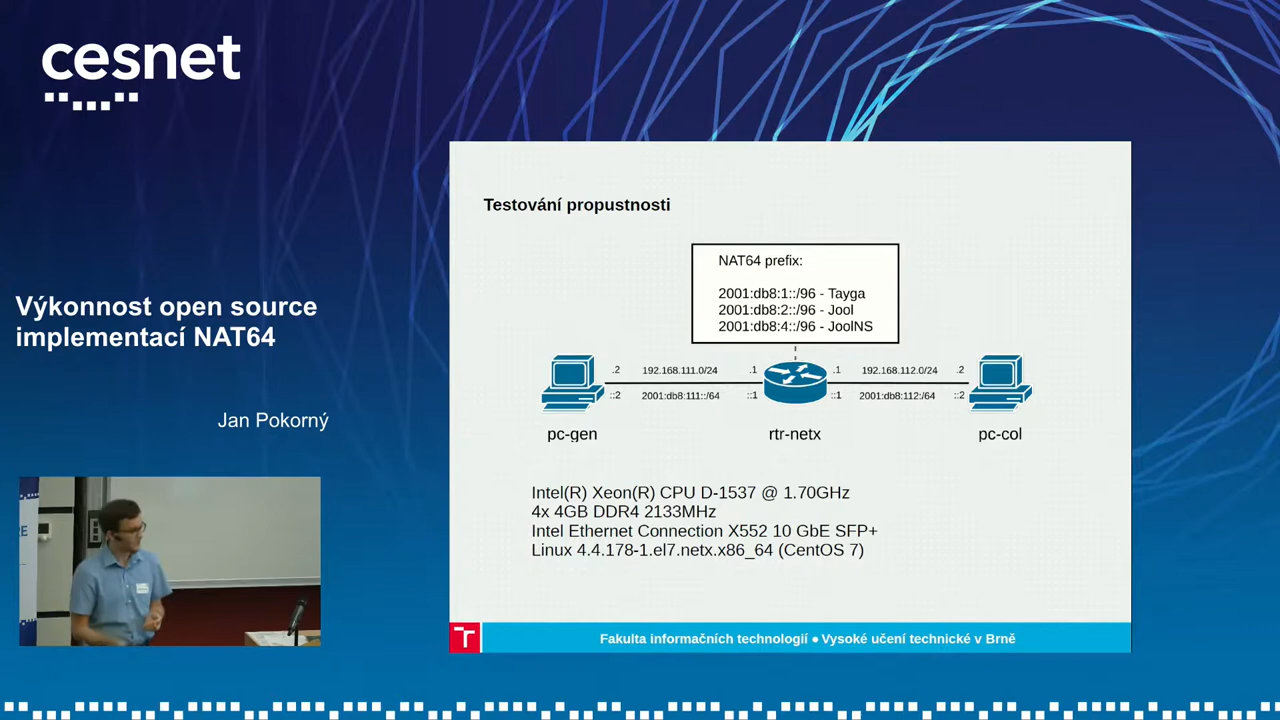 cesnet
Výkonnost open source
implementací NAT64
Jan Pokorný
Testování propustnosti
NAT64 prefix:
2001:db8:1::/96 - Tayga
2001:db8:2::/96 - Jool
2001:db8:4::/96 - JoolNS
.2 192.168.111.0/24 .1 .1 192.168.112.0/24 .2
::2 2001:db8:111::/64 ::1 ::1 2001:db8:112:/64 ::2
pc-gen rtr-netx pc-col
Intel(R) Xeon(R) CPU D-1537 @ 1.70GHz
4x 4GB DDR4 2133MHz
Intel Ethernet Connection X552 10 GbE SFP+
Linux 4.4.178-1.el7.netx.x86_64 (CentOS 7)
Fakulta informačních technologií ● Vysoké učení technické v Brně